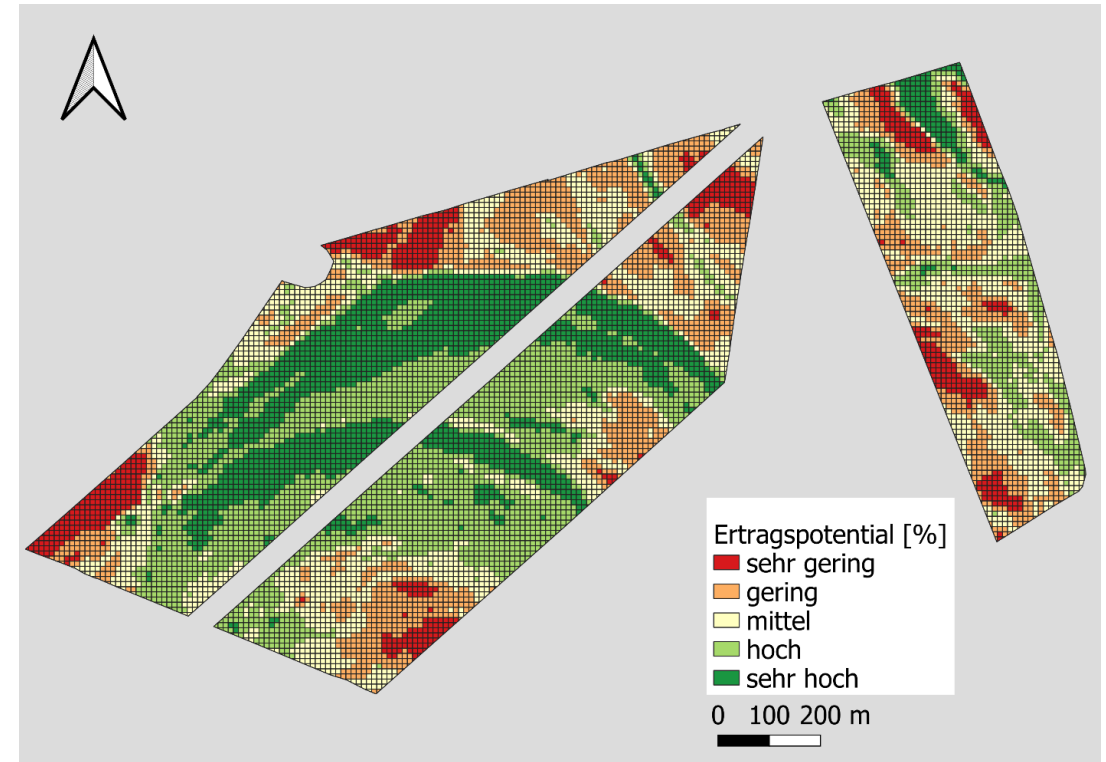 Ertragspotential [%]
sehr gering
gering
mittel
hoch
sehr hoch
0 100 200 m